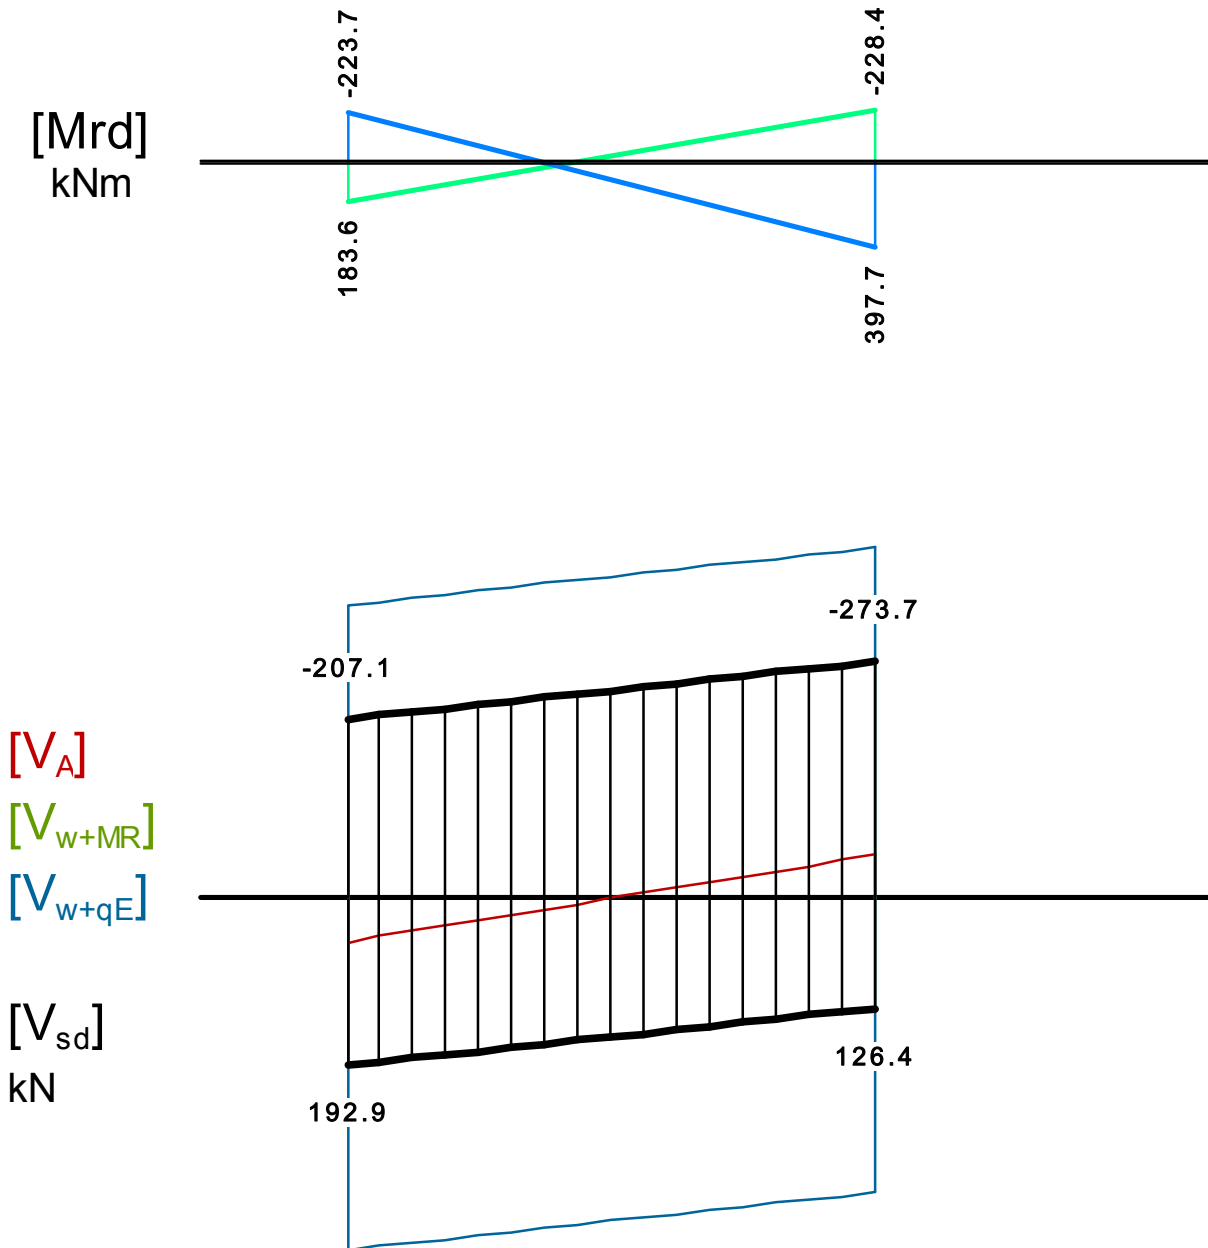 -223.7
-228.4
[Mrd]
kNm
183.6
397.7
-273.7
-207.1
[VA]
[Vw+MR]
[Vw+qE]
[Vsd]
kN
126.4
192.9